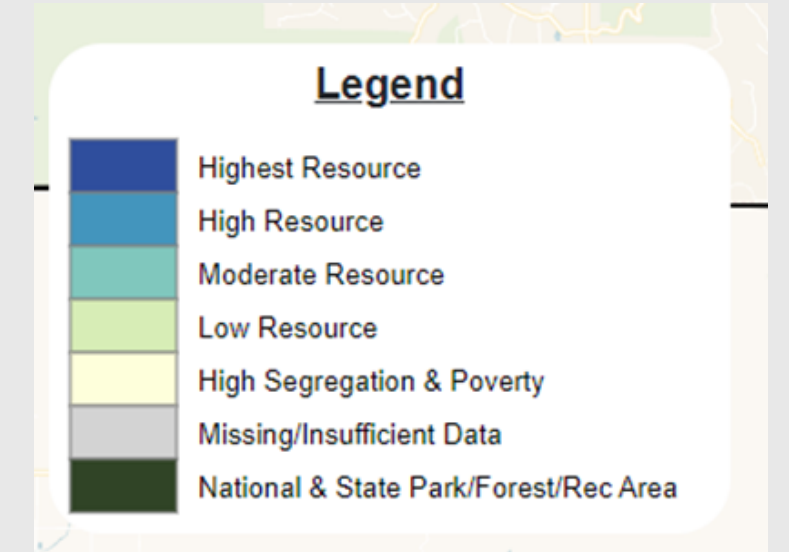 Legend
Highest Resource
High Resource
Moderate Resource
Low Resource
High Segregation & Poverty
Missing/Insufficient Data
National & State Park/Forest/Rec Area